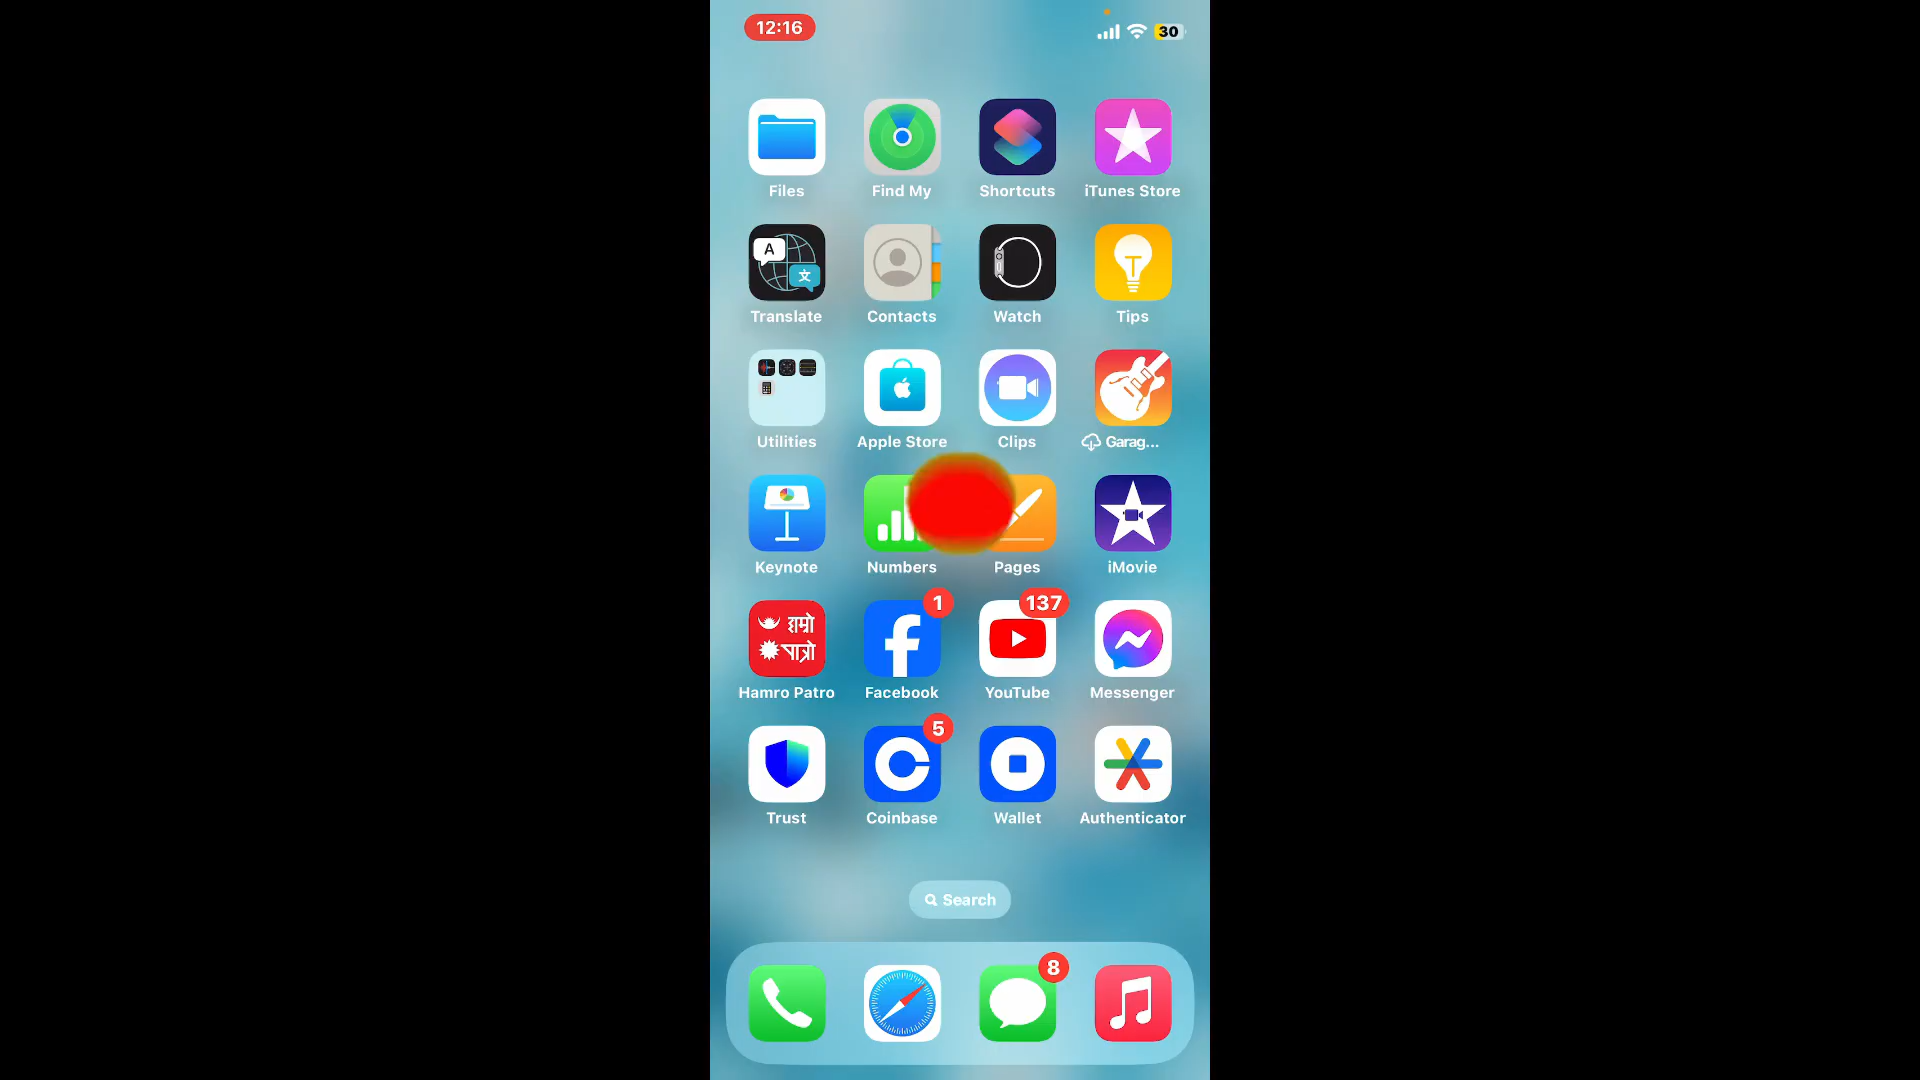 12:16
30
Files Find My Shortcuts iTunes Store
A 文
Translate Contacts Watch Tips
Utilities Apple Store Clips Garag...
Keynote Numbers Pages iMovie
1 137
हाम्रो
पात्रो
Hamro Patro Facebook YouTube Messenger
5
Trust Coinbase Wallet Authenticator
Search
8